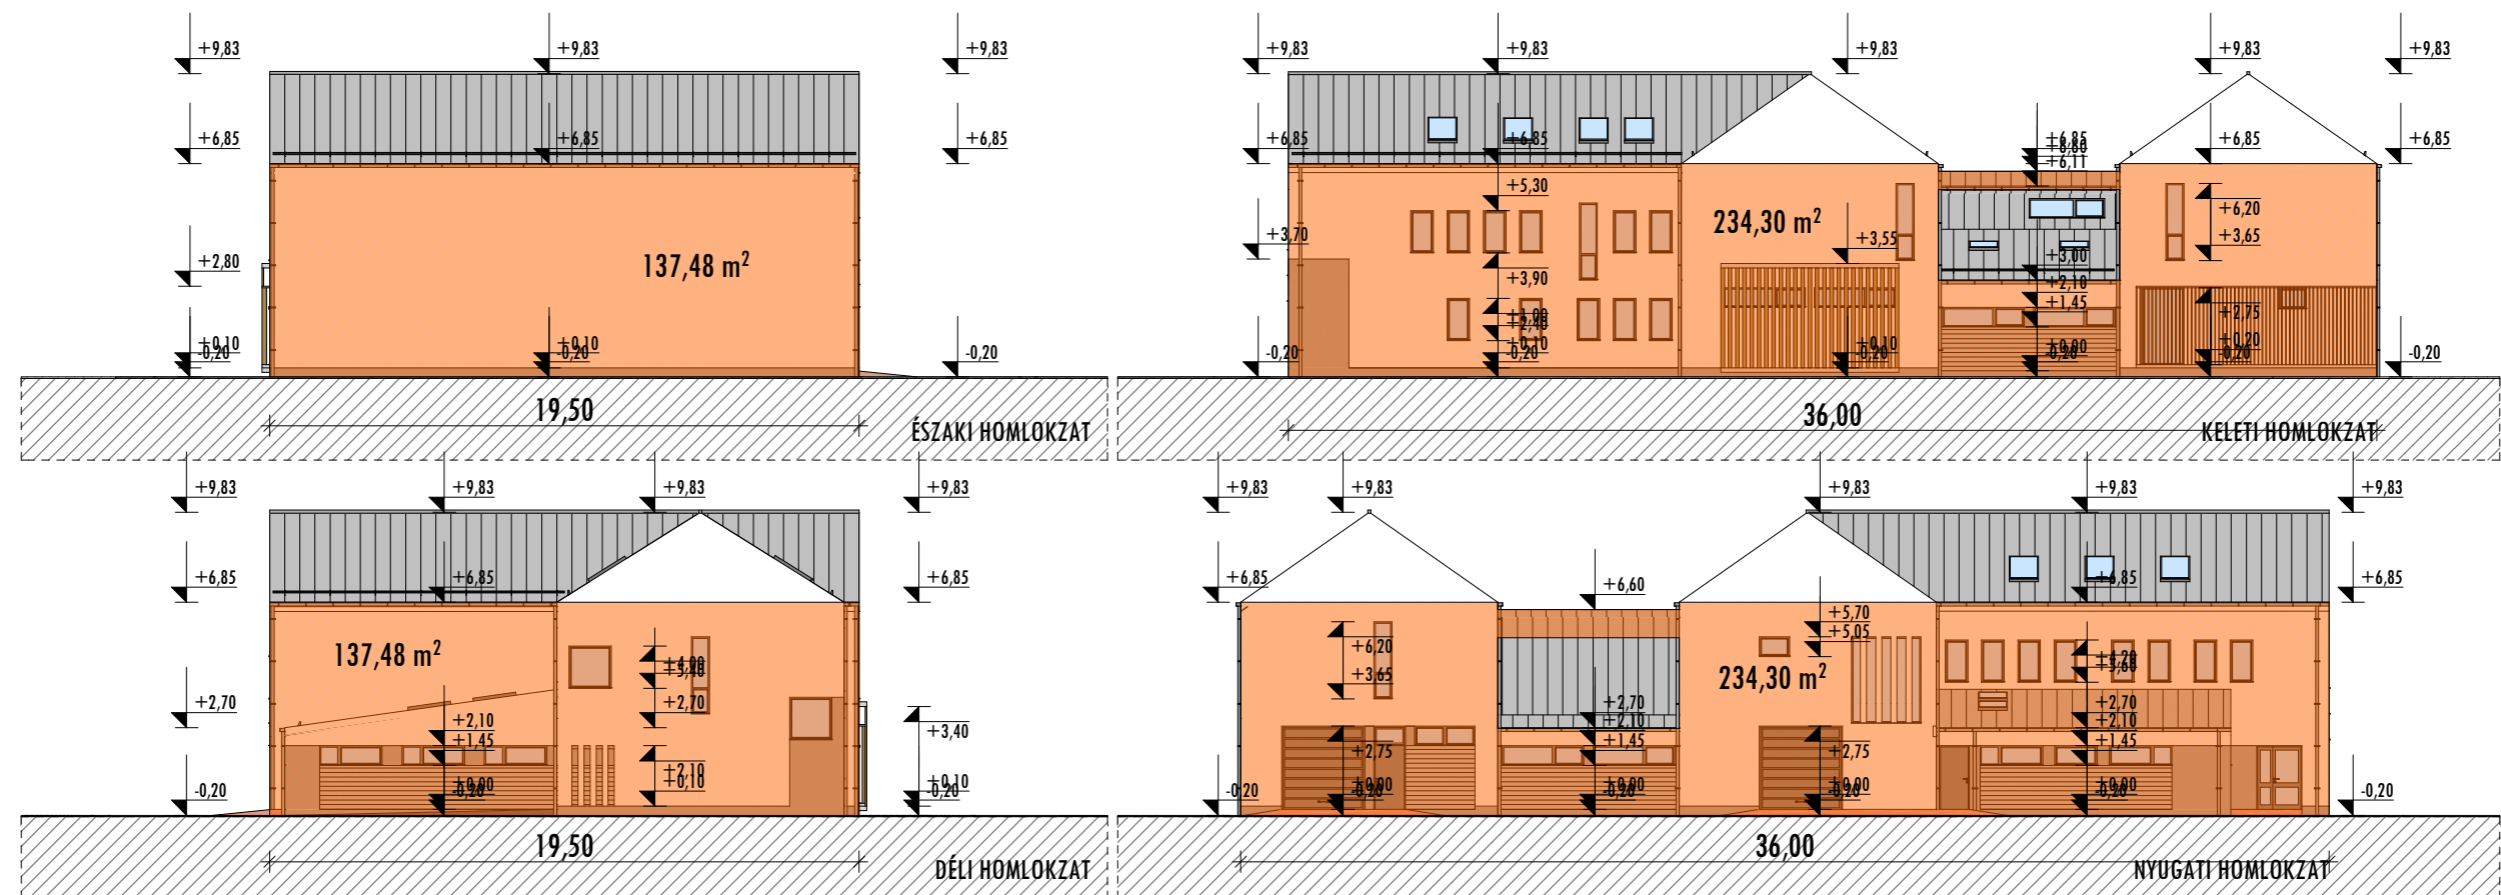 +9,83 +9,83 +9,83
+6,85 +6,85 +6,85
137,48 m²
+2,80
+0,10 +0,10
-0,20 -0,20 -0,20
19,50
ÉSZAKI HOMLOKZAT
+9,83 +9,83 +9,83 +9,83 +9,83
+6,85 +6,85 +6,85 +6,85 +6,85
+6,11
+5,30
+6,20
234,30 m²
+3,70 +3,55 +3,65
+3,00
+3,90
+2,10
+1,45
+2,75
+0,10 +0,10 +0,20
-0,20 -0,20 -0,20 -0,20 -0,20
36,00
KELETI HOMLOKZAT
+9,83 +9,83 +9,83 +9,83
+6,85 +6,85 +6,85
137,48 m²
+2,70 +2,70
+2,10
+3,40
+1,45
+2,10
+0,10 +0,10
-0,20 -0,20 -0,20
19,50
DÉLI HOMLOKZAT
+9,83 +9,83 +9,83 +9,83 +9,83
+6,85 +6,60 +6,85 +6,85
+5,70
+5,05
+6,20
+3,65
234,30 m²
+2,70 +2,70
+2,10 +2,10
+1,45 +1,45
+2,75 +2,75
-0,20 -0,20
36,00
NYUGATI HOMLOKZAT